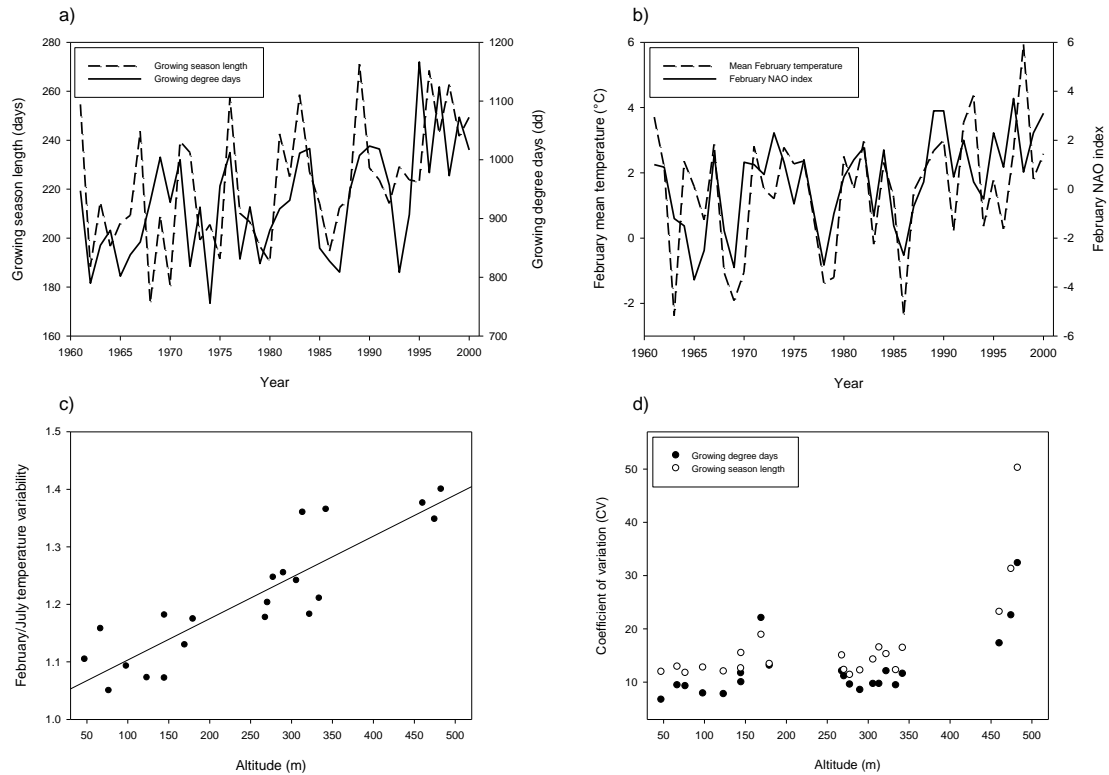 a)
Growing season length
Growing degree days
280
260
240
220
200
180
160
1200
1100
1000
900
800
700
Growing season length (days)
Growing degree days (dd)
1960 1965 1970 1975 1980 1985 1990 1995 2000
Year
b)
Mean February temperature
February NAO index
6
4
2
0
-2
6
4
2
0
-2
-4
-6
February mean temperature (°C)
February NAO index
1960 1965 1970 1975 1980 1985 1990 1995 2000
Year
c)
1.5
1.4
1.3
1.2
1.1
1.0
February/July temperature variability
50 100 150 200 250 300 350 400 450 500
Altitude (m)
d)
Growing degree days
Growing season length
50
40
30
20
10
Coefficient of variation (CV)
50 100 150 200 250 300 350 400 450 500
Altitude (m)